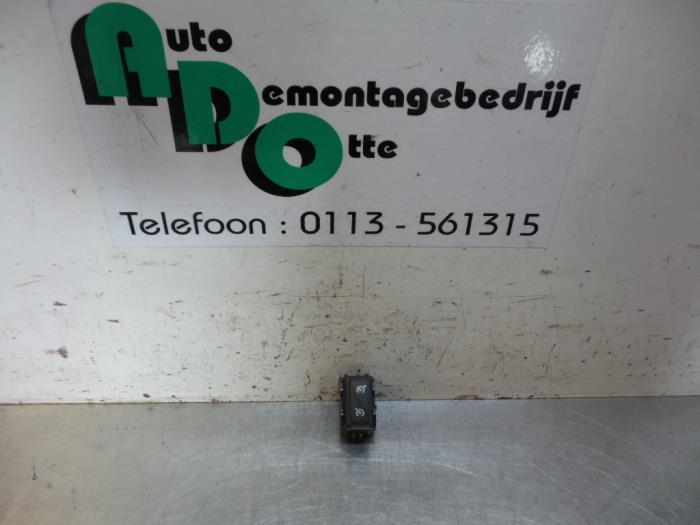 Auto
Demontagebedrijf
Otte
Telefoon : 0113 - 561315